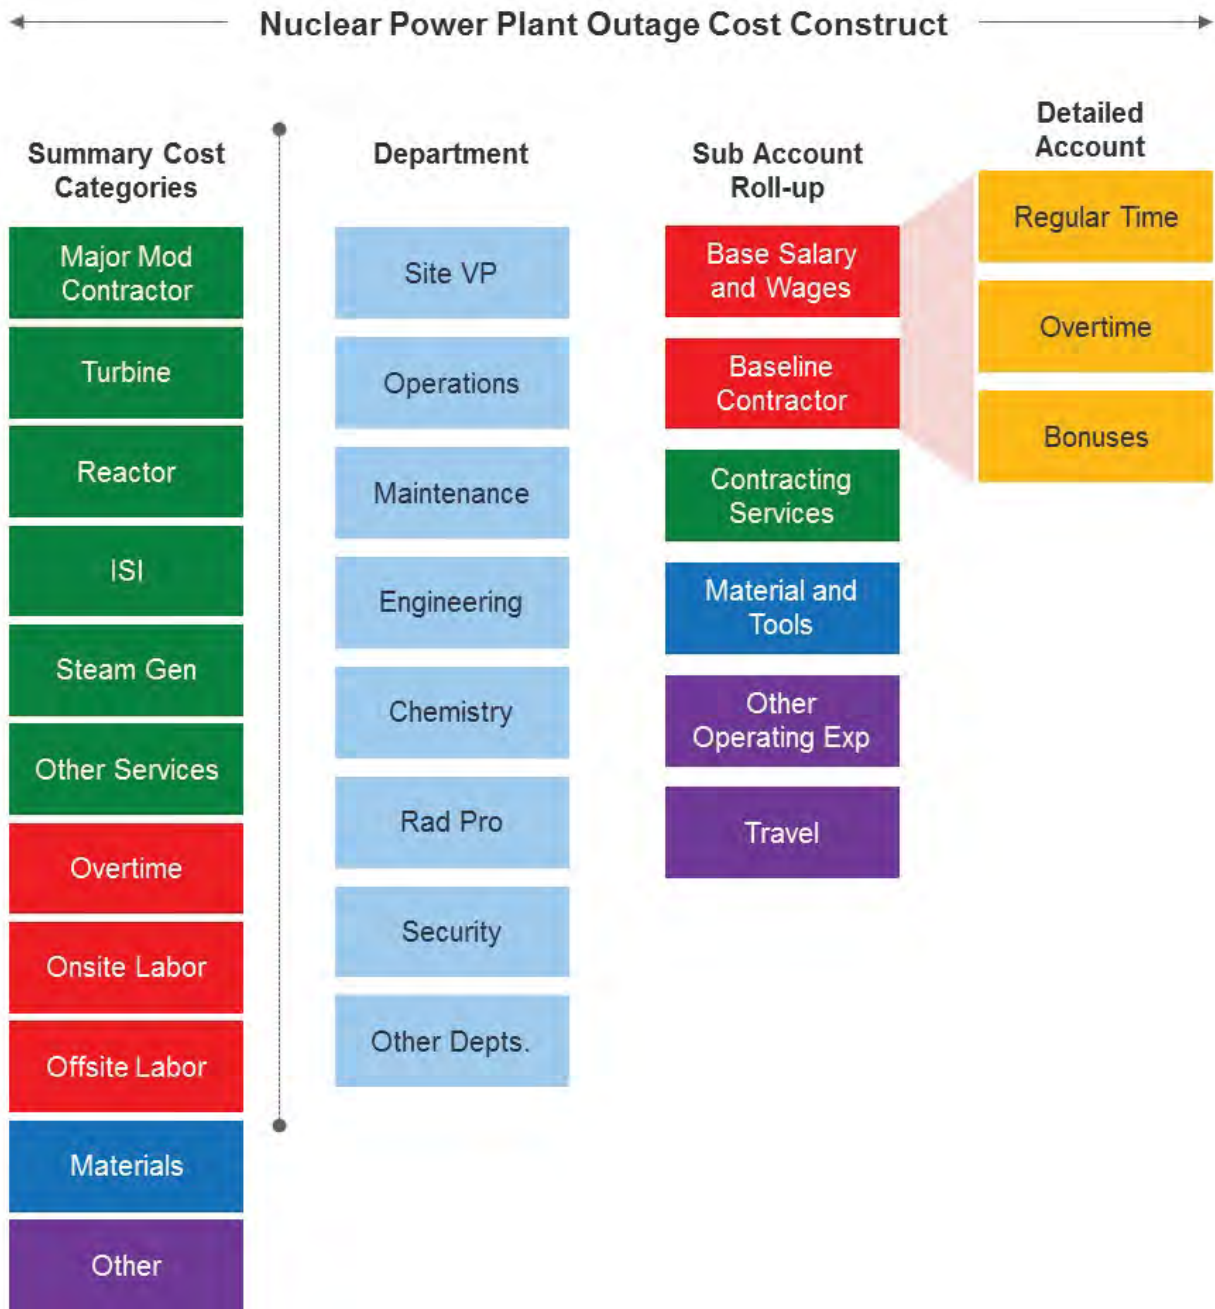 Nuclear Power Plant Outage Cost Construct
Summary Cost
Categories
Major Mod
Contractor
Turbine
Reactor
ISI
Steam Gen
Other Services
Overtime
Onsite Labor
Offsite Labor
Materials
Other
Department
Site VP
Operations
Maintenance
Engineering
Chemistry
Rad Pro
Security
Other Depts.
Sub Account
Roll-up
Base Salary
and Wages
Baseline
Contractor
Contracting
Services
Material and
Tools
Other
Operating Exp
Travel
Detailed
Account
Regular Time
Overtime
Bonuses